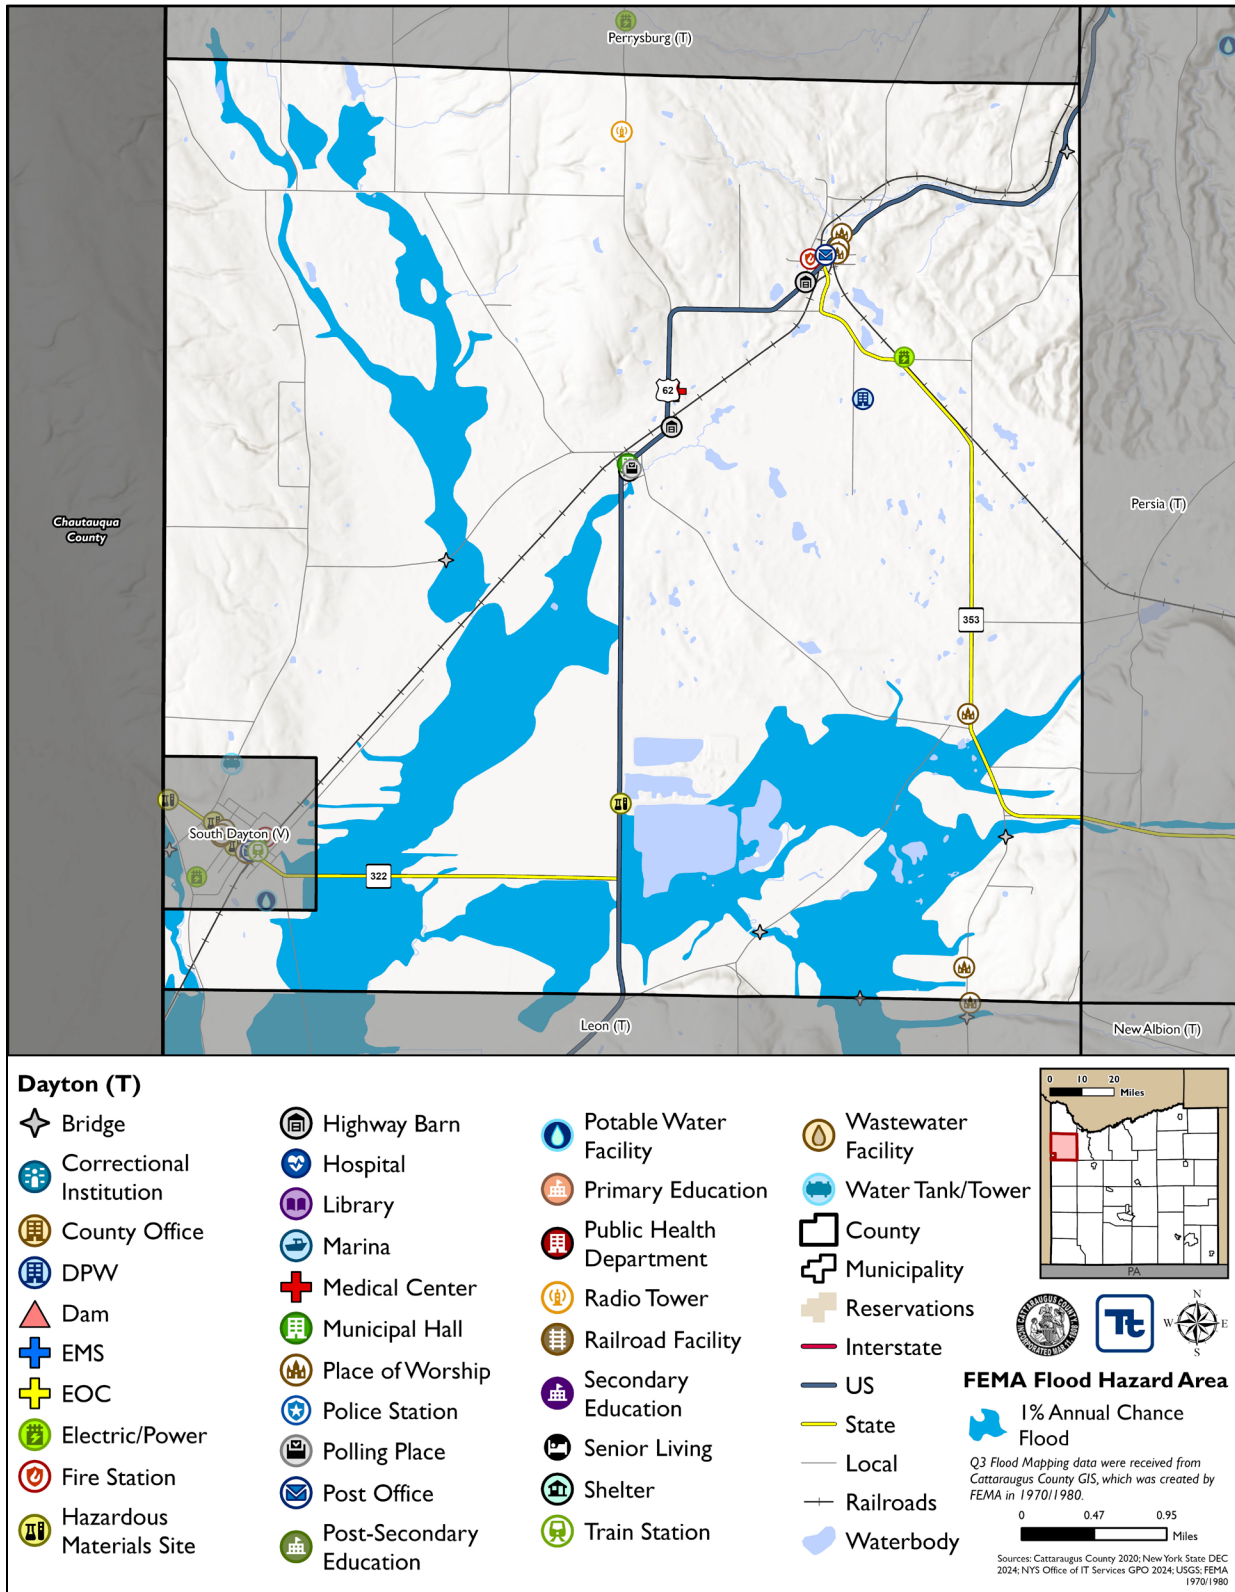 Perrysburg (T)
62
Chautauqua
County
Persia (T)
353
South Dayton (V)
322
Leon (T)
New Albion (T)
Dayton (T)
Bridge
Correctional
Institution
County Office
DPW
Dam
EMS
EOC
Electric/Power
Fire Station
Hazardous
Materials Site
Highway Barn
Hospital
Library
Marina
Medical Center
Municipal Hall
Place of Worship
Police Station
Polling Place
Post Office
Post-Secondary
Education
Potable Water
Facility
Primary Education
Public Health
Department
Radio Tower
Railroad Facility
Secondary
Education
Senior Living
Shelter
Train Station
Wastewater
Facility
Water Tank/Tower
County
Municipality
Reservations
Interstate
US
State
Local
Railroads
Waterbody
0 10 20
Miles
PA
Tt
N
W E
S
FEMA Flood Hazard Area
1% Annual Chance
Flood
Q3 Flood Mapping data were received from
Cattaraugus County GIS, which was created by
FEMA in 1970/1980.
0 0.47 0.95
Miles
Sources: Cattaraugus County 2020; New York State DEC
2024; NYS Office of IT Services GPO 2024; USGS; FEMA
1970/1980